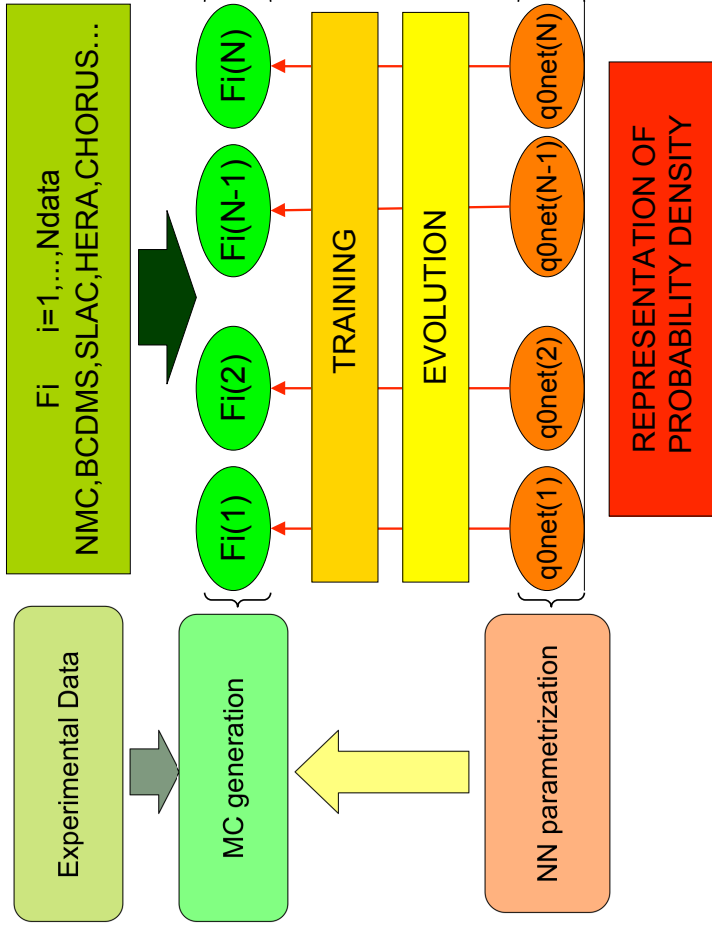 Experimental Data
Fi i=1,...,Ndata
NMC,BCDMS,SLAC,HERA,CHORUS...
MC generation
Fi(1)
Fi(2)
Fi(N-1)
Fi(N)
TRAINING
EVOLUTION
NN parametrization
q0net(1)
q0net(2)
q0net(N-1)
q0net(N)
REPRESENTATION OF
PROBABILITY DENSITY